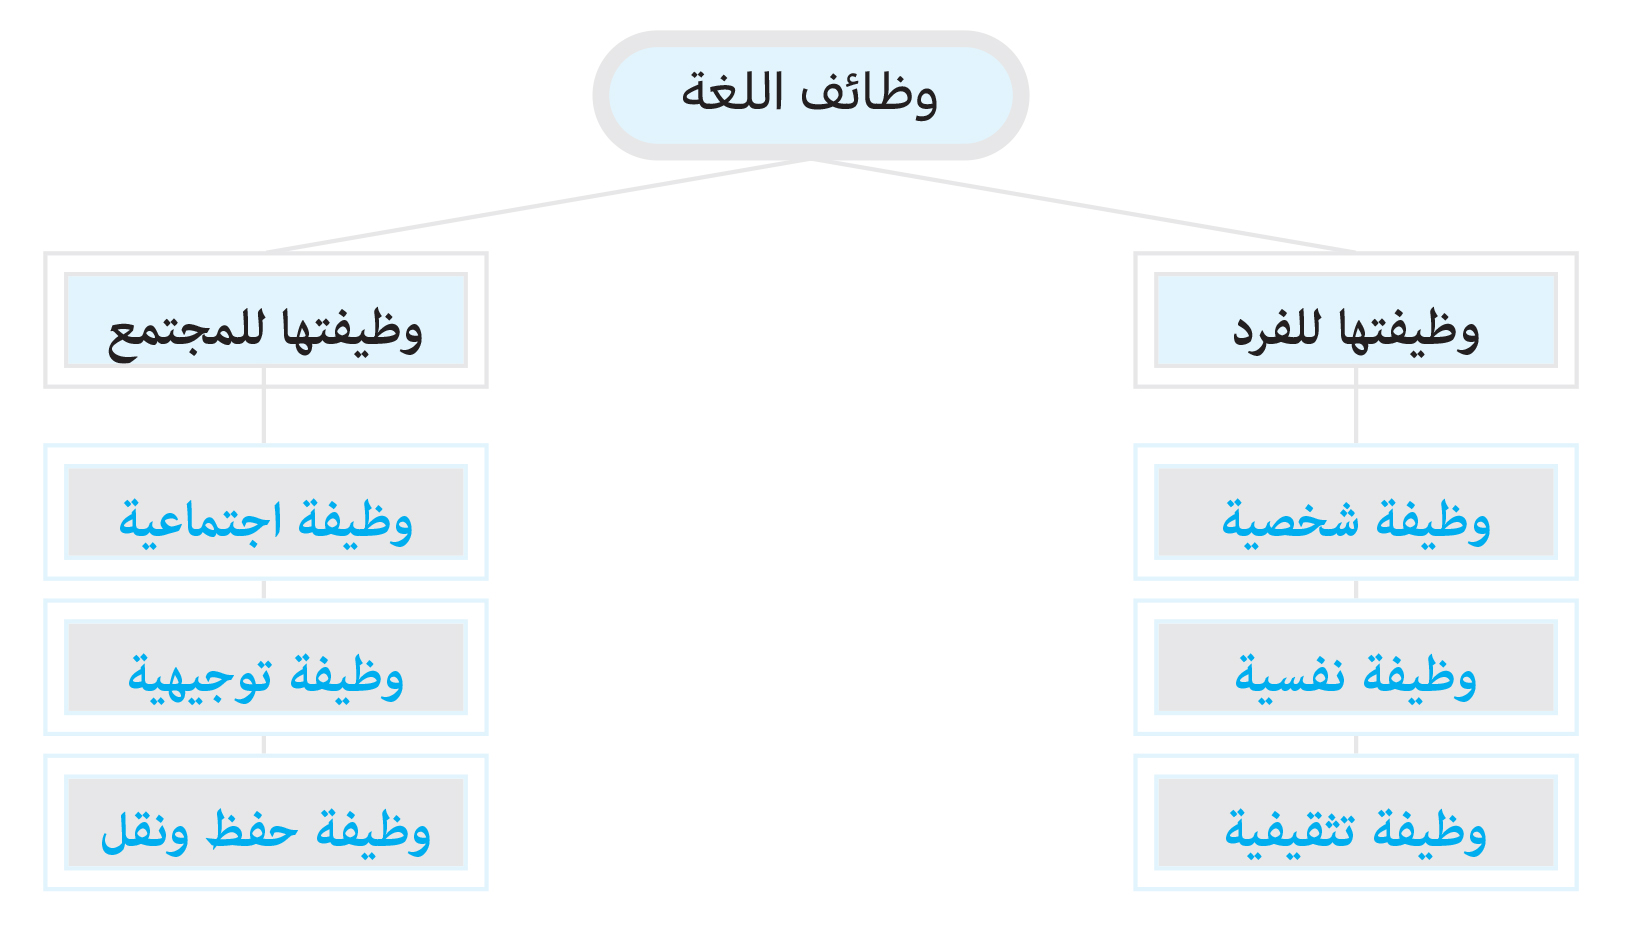 وظائف اللغة
وظيفتها للفرد
وظيفة شخصية
وظيفة نفسية
وظيفة تثقيفية
وظيفتها للمجتمع
وظيفة اجتماعية
وظيفة توجيهية
وظيفة حفظ ونقل